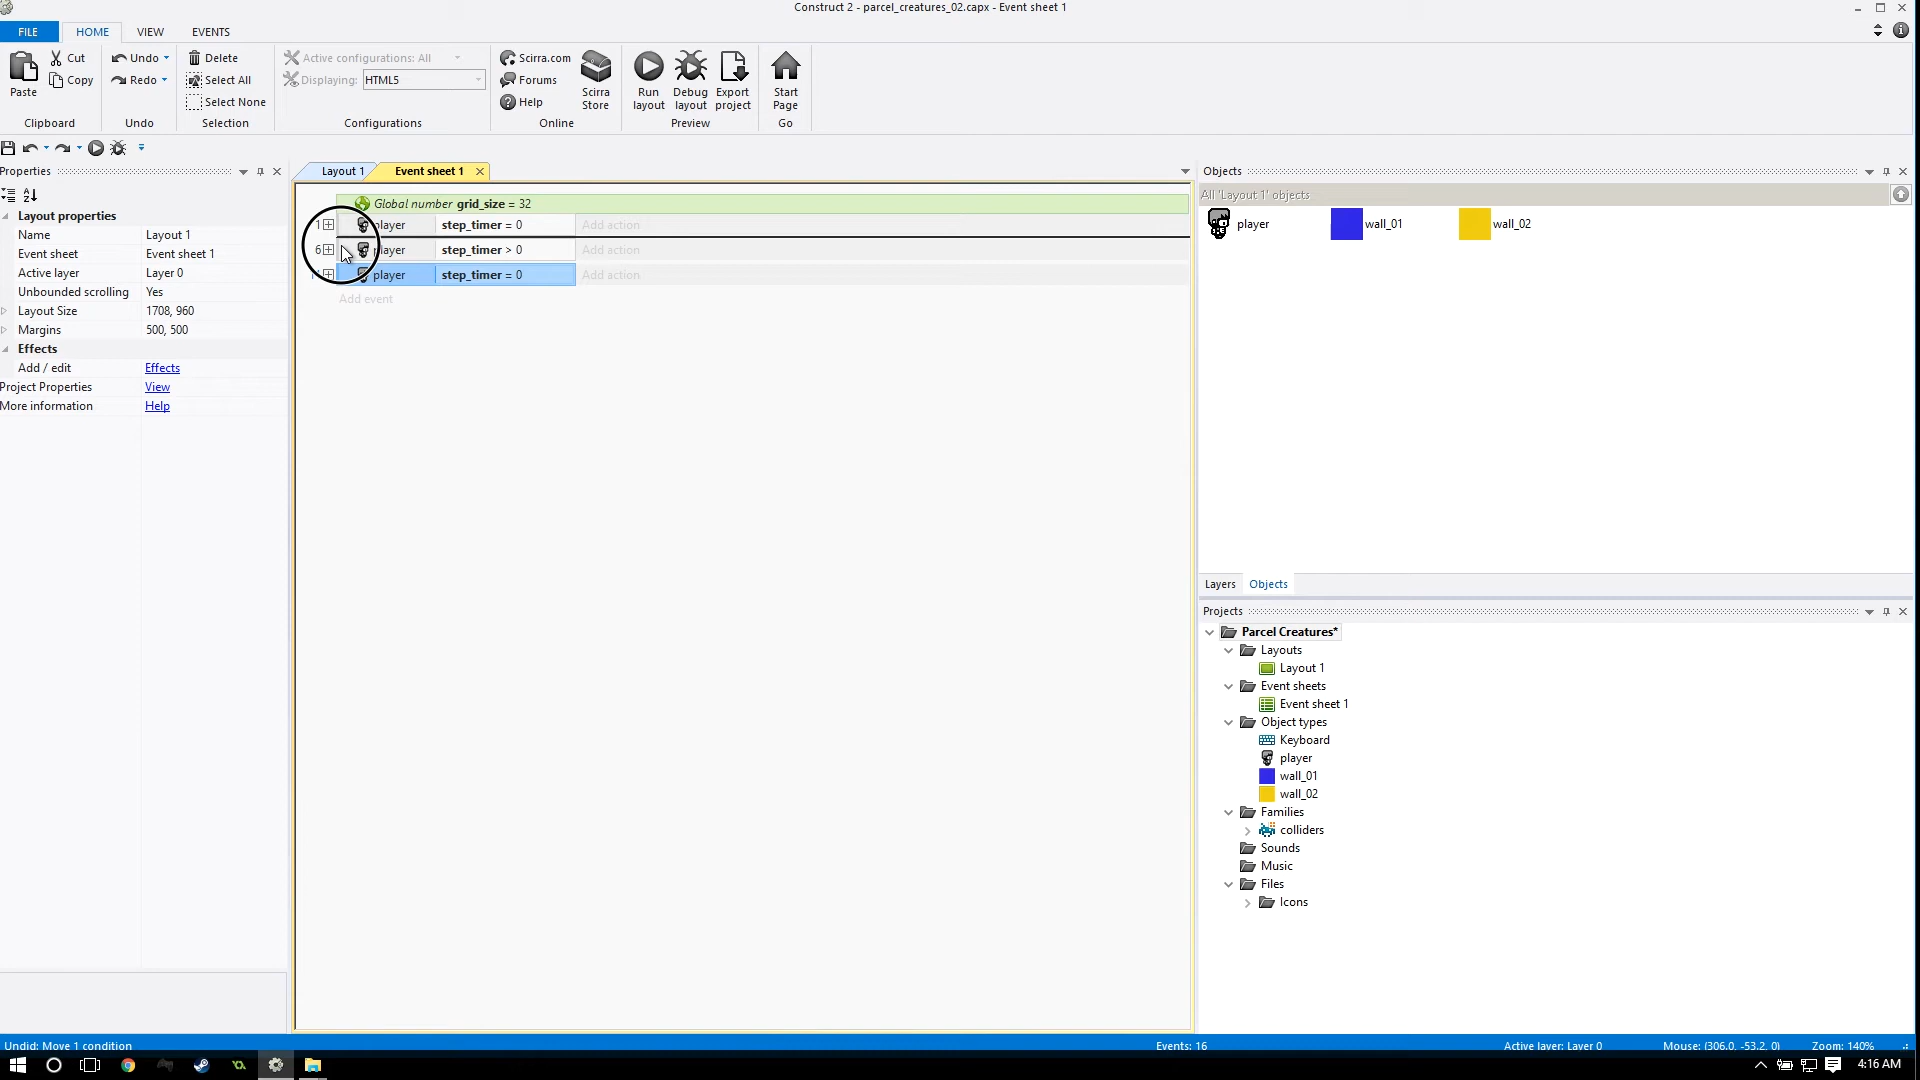 Construct 2 - parcel_creatures_02.capx - Event sheet 1
FILE HOME VIEW EVENTS
Paste
Cut
Copy
Clipboard
Undo
Redo
Undo
Delete
Select All
Select None
Selection
Active configurations: All
Displaying: HTML5
Configurations
Scirra.com
Forums
Help
Scirra Store
Online
Run layout
Debug layout
Export project
Preview
Start Page
Go
Properties
Layout properties
Name Layout 1
Event sheet Event sheet 1
Active layer Layer 0
Unbounded scrolling Yes
Layout Size 1708, 960
Margins 500, 500
Effects
Add / edit Effects
Project Properties View
More information Help
Layout 1 Event sheet 1
Global number grid_size = 32
1 player step_timer = 0 Add action
6 player step_timer > 0 Add action
player step_timer = 0 Add action
Add event
Objects
All 'Layout 1' objects
player wall_01 wall_02
Layers Objects
Projects
Parcel Creatures*
Layouts
Layout 1
Event sheets
Event sheet 1
Object types
Keyboard
player
wall_01
wall_02
Families
colliders
Sounds
Music
Files
Icons
Undid: Move 1 condition Events: 16 Active layer: Layer 0 Mouse: (306.0, -53.2, 0) Zoom: 140%
4:16 AM